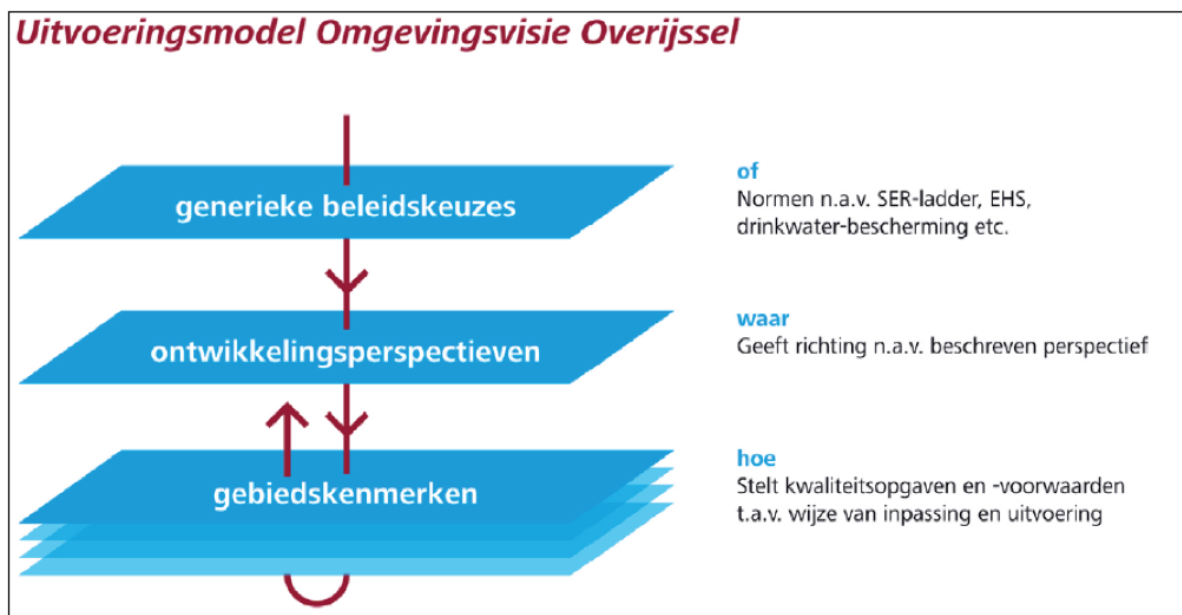 Uitvoeringsmodel Omgevingsvisie Overijssel
generieke beleidskeuzes
of
Normen n.a.v. SER-ladder, EHS,
drinkwater-bescherming etc.
ontwikkelingsperspectieven
waar
Geeft richting n.a.v. beschreven perspectief
gebiedskenmerken
hoe
Stelt kwaliteitsopgaven en -voorwaarden
t.a.v. wijze van inpassing en uitvoering